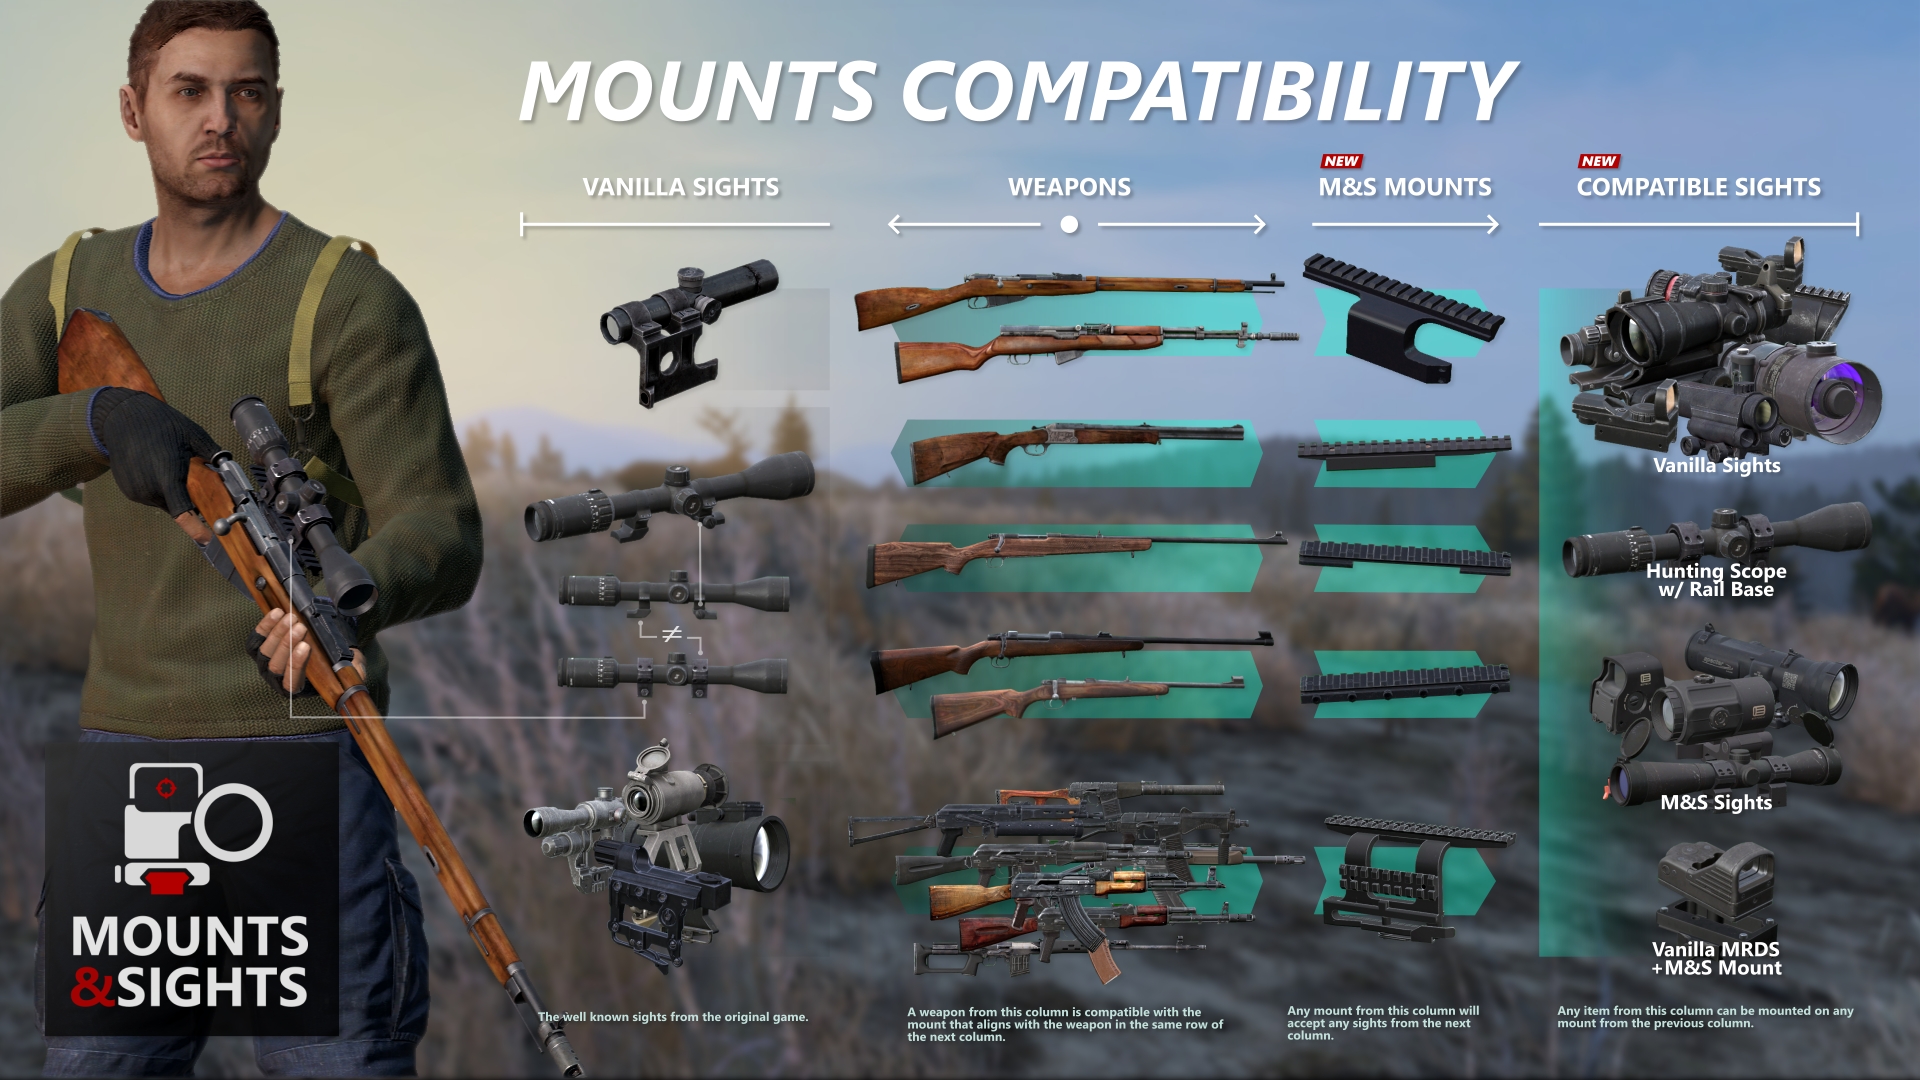 MOUNTS COMPATIBILITY
VANILLA SIGHTS
WEAPONS
NEW
M&S MOUNTS
NEW
COMPATIBLE SIGHTS
Vanilla Sights
Hunting Scope
w/ Rail Base
≠
M&S Sights
Vanilla MRDS
+M&S Mount
MOUNTS
&SIGHTS
The well known sights from the original game.
A weapon from this column is compatible with the
mount that aligns with the weapon in the same row of
the next column.
Any mount from this column will
accept any sights from the next
column.
Any item from this column can be mounted on any
mount from the previous column.